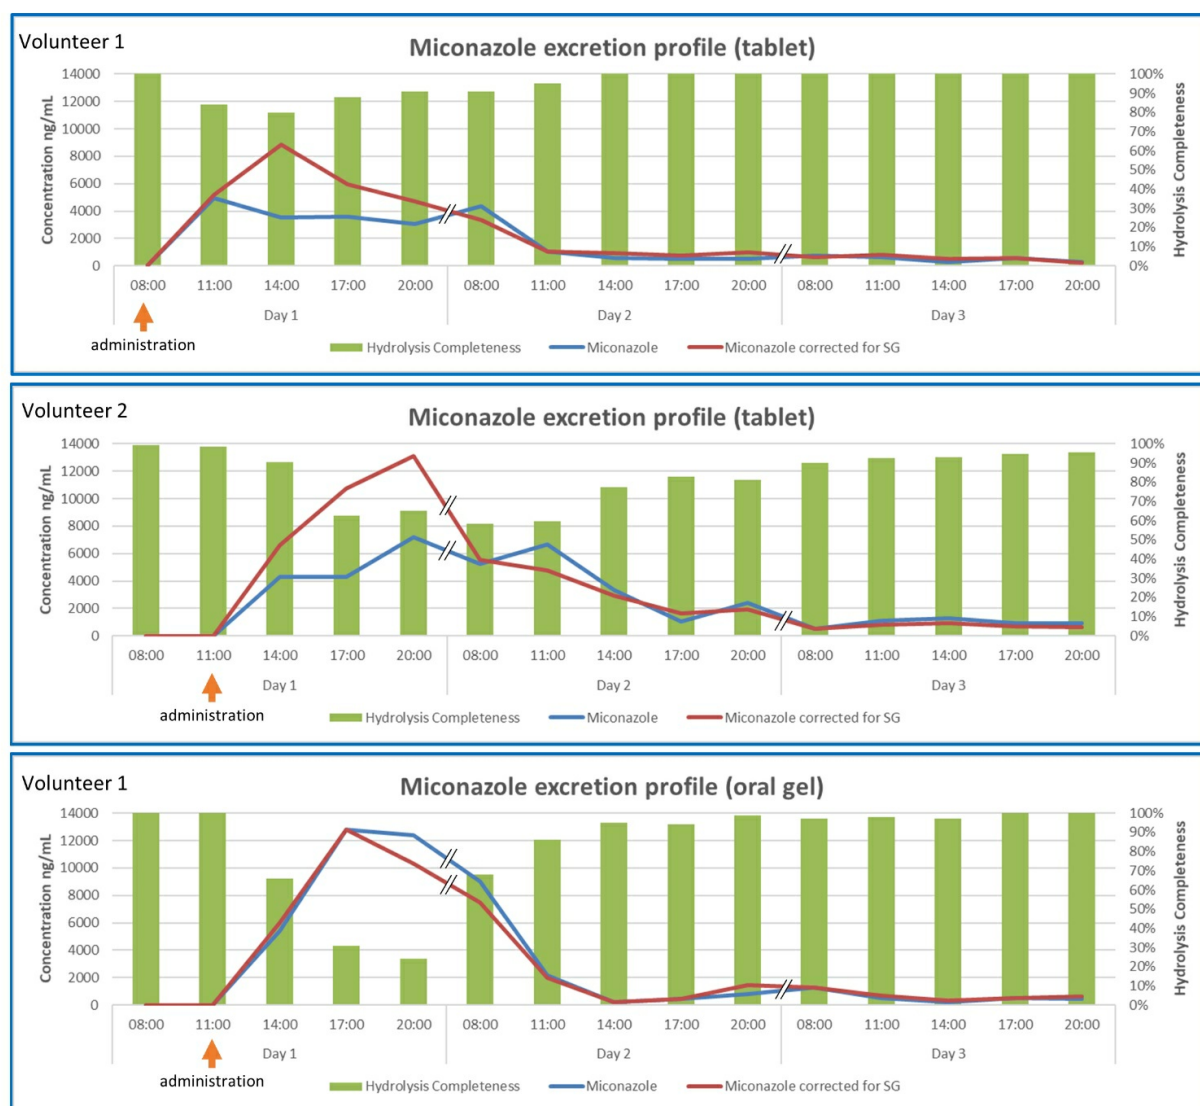 Volunteer 1
Miconazole excretion profile (tablet)
14000
12000
10000
8000
6000
4000
2000
0
Concentration ng/mL
100%
90%
80%
70%
60%
50%
40%
30%
20%
10%
0%
Hydrolysis Completeness
08:00 11:00 14:00 17:00 20:00 08:00 11:00 14:00 17:00 20:00 08:00 11:00 14:00 17:00 20:00
Day 1 Day 2 Day 3
administration
Hydrolysis Completeness Miconazole Miconazole corrected for SG
Volunteer 2
Miconazole excretion profile (tablet)
14000
12000
10000
8000
6000
4000
2000
0
Concentration ng/mL
100%
90%
80%
70%
60%
50%
40%
30%
20%
10%
0%
Hydrolysis Completeness
08:00 11:00 14:00 17:00 20:00 08:00 11:00 14:00 17:00 20:00 08:00 11:00 14:00 17:00 20:00
Day 1 Day 2 Day 3
administration
Hydrolysis Completeness Miconazole Miconazole corrected for SG
Volunteer 1
Miconazole excretion profile (oral gel)
14000
12000
10000
8000
6000
4000
2000
0
Concentration ng/mL
100%
90%
80%
70%
60%
50%
40%
30%
20%
10%
0%
Hydrolysis Completeness
08:00 11:00 14:00 17:00 20:00 08:00 11:00 14:00 17:00 20:00 08:00 11:00 14:00 17:00 20:00
Day 1 Day 2 Day 3
administration
Hydrolysis Completeness Miconazole Miconazole corrected for SG